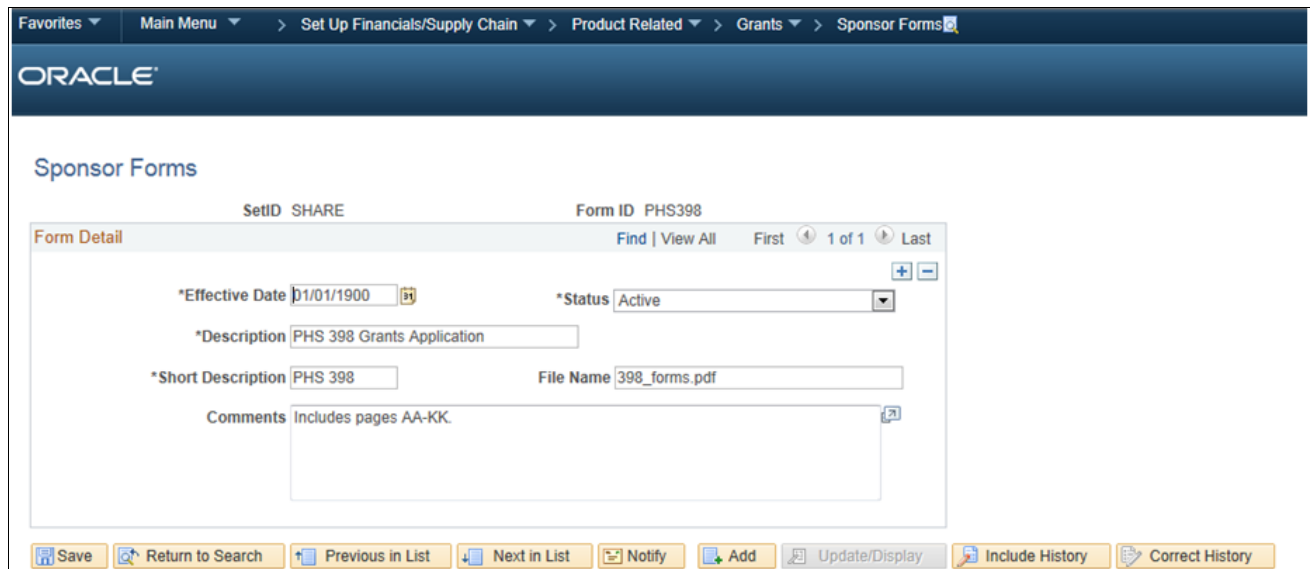 Favorites Main Menu > Set Up Financials/Supply Chain > Product Related > Grants > Sponsor Forms
ORACLE
Sponsor Forms
SetID SHARE Form ID PHS398
Form Detail Find | View All First 1 of 1 Last
*Effective Date 01/01/1900 31 *Status Active
*Description PHS 398 Grants Application
*Short Description PHS 398 File Name 398_forms.pdf
Comments Includes pages AA-KK.
Save Return to Search Previous in List Next in List Notify Add Update/Display Include History Correct History